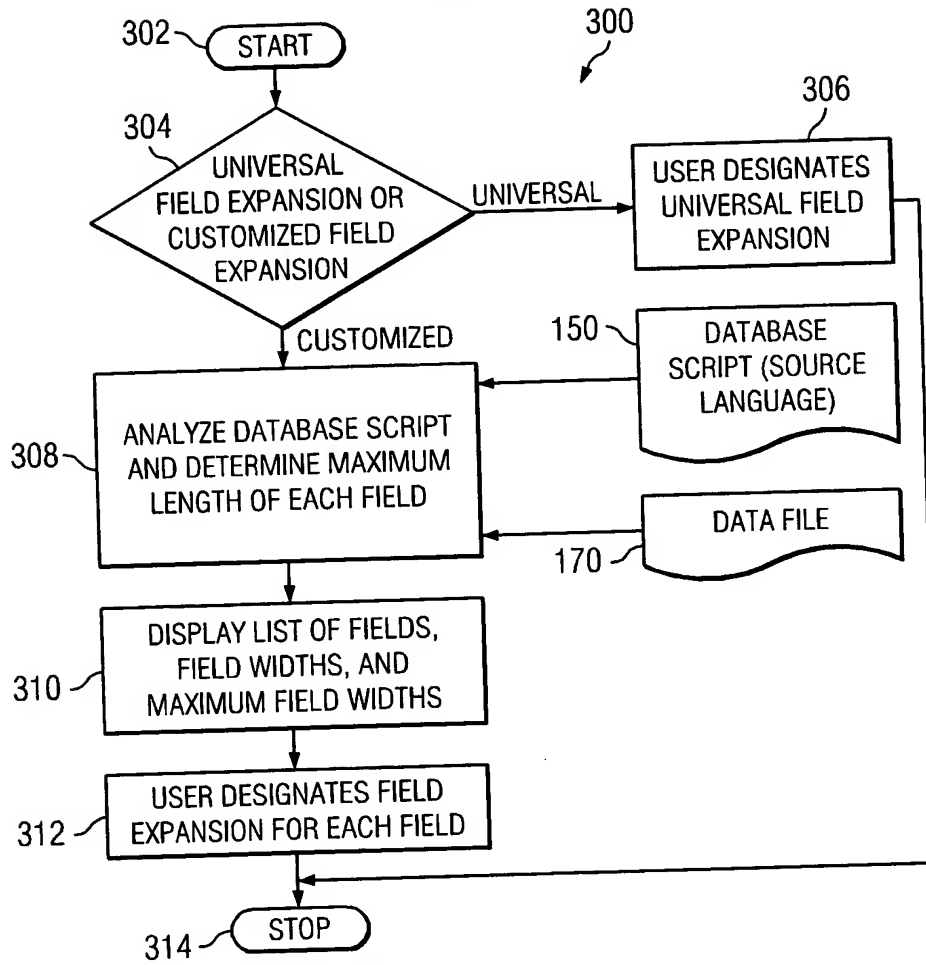 302
START
300
304
UNIVERSAL
FIELD EXPANSION OR
CUSTOMIZED FIELD
EXPANSION
UNIVERSAL
306
USER DESIGNATES
UNIVERSAL FIELD
EXPANSION
CUSTOMIZED
150
DATABASE
SCRIPT (SOURCE
LANGUAGE)
308
ANALYZE DATABASE SCRIPT
AND DETERMINE MAXIMUM
LENGTH OF EACH FIELD
DATA FILE
170
310
DISPLAY LIST OF FIELDS,
FIELD WIDTHS, AND
MAXIMUM FIELD WIDTHS
312
USER DESIGNATES FIELD
EXPANSION FOR EACH FIELD
314
STOP